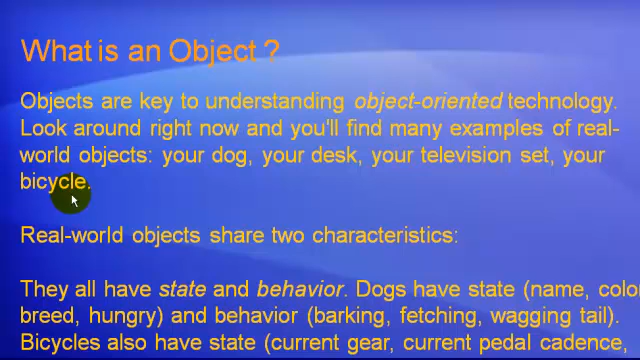 What is an Object ?
Objects are key to understanding object-oriented technology.
Look around right now and you'll find many examples of real-
world objects: your dog, your desk, your television set, your
bicycle.
Real-world objects share two characteristics:
They all have state and behavior. Dogs have state (name, colo
breed, hungry) and behavior (barking, fetching, wagging tail).
Bicycles also have state (current gear, current pedal cadence,